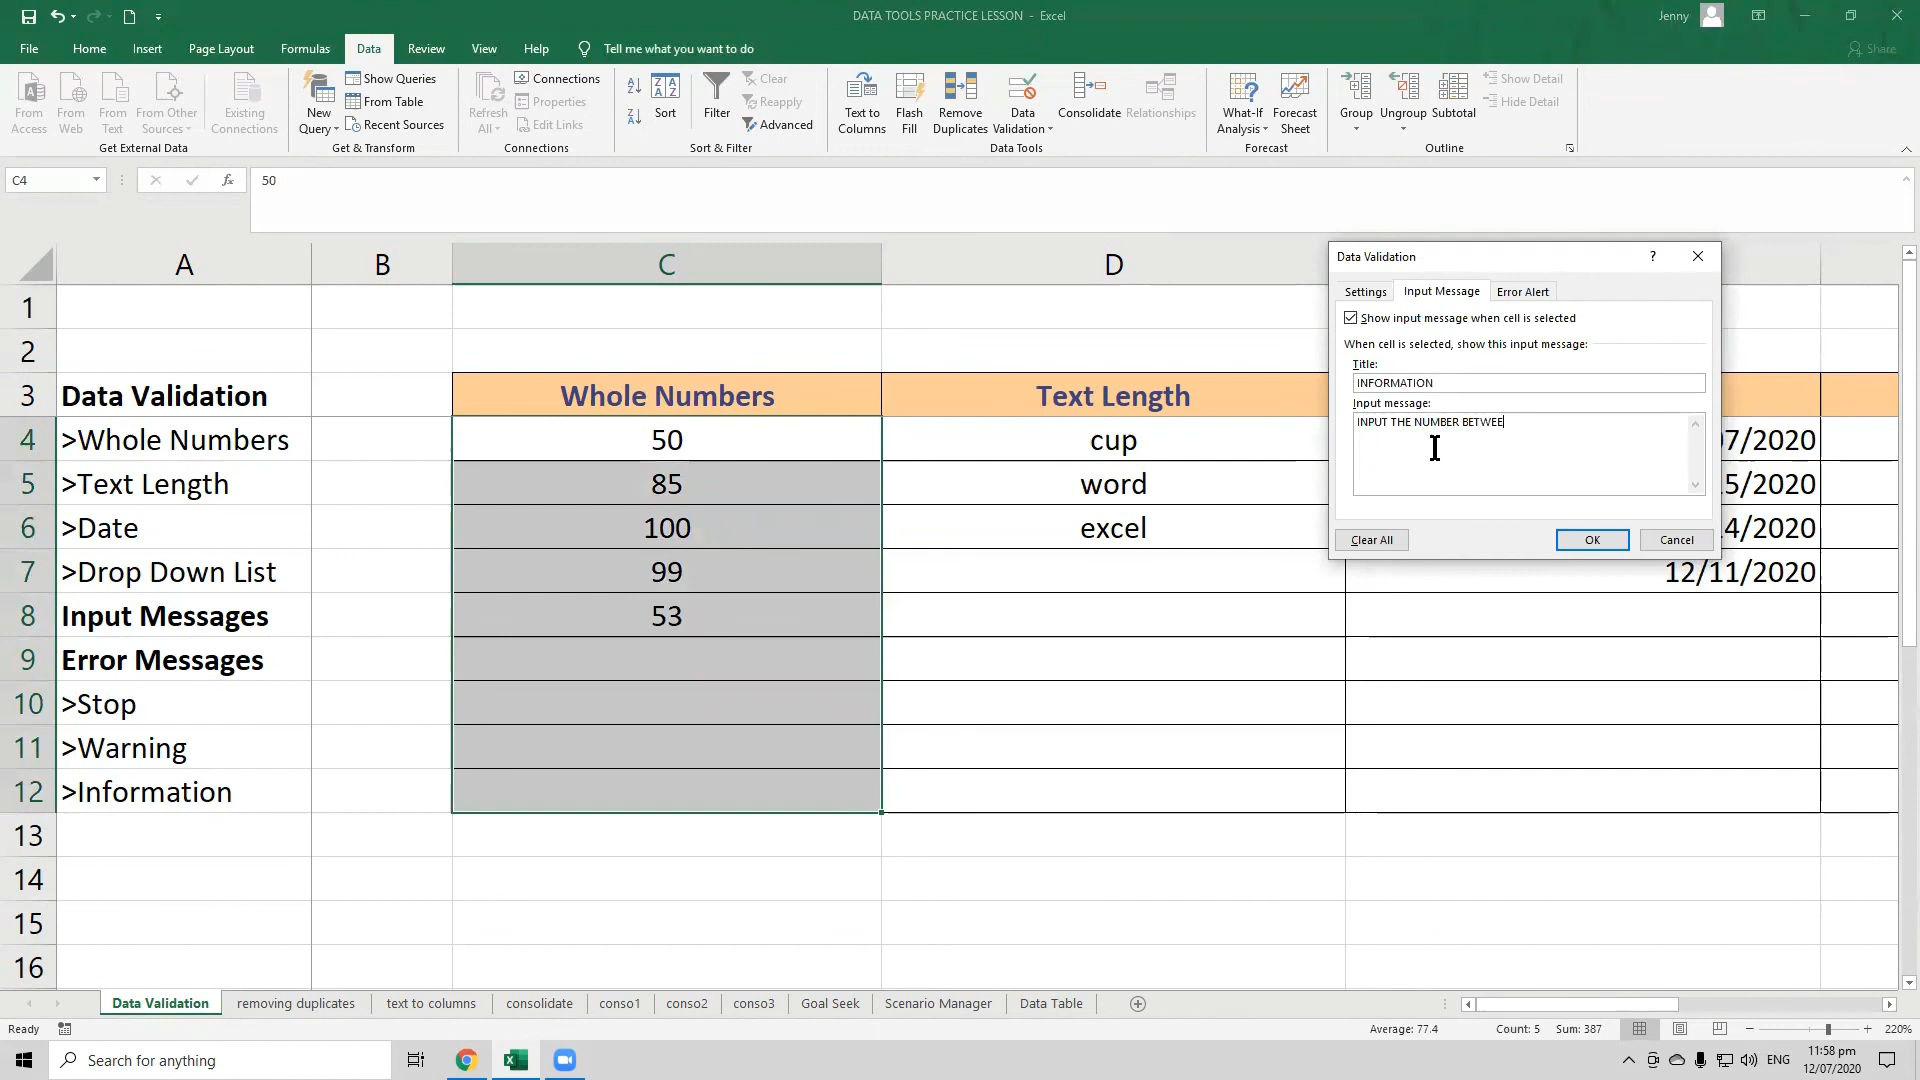 DATA TOOLS PRACTICE LESSON - Excel
Jenny
File Home Insert Page Layout Formulas Data Review View Help Tell me what you want to do
Share
From Access
From Web
From Text
From Other Sources
Existing Connections
Get External Data
New Query
Show Queries
From Table
Recent Sources
Get & Transform
Refresh All
Connections
Properties
Edit Links
Connections
Sort
Filter
Clear
Reapply
Advanced
Sort & Filter
Text to Columns
Flash Fill
Remove Duplicates
Data Validation
Consolidate
Relationships
Data Tools
What-If Analysis
Forecast Sheet
Forecast
Group
Ungroup
Subtotal
Show Detail
Hide Detail
Outline
C4
fx
50
A B C D
1
2
3 Data Validation Whole Numbers Text Length
4 >Whole Numbers 50 cup 07/2020
5 >Text Length 85 word 15/2020
6 >Date 100 excel 14/2020
7 >Drop Down List 99 12/11/2020
8 Input Messages 53
9 Error Messages
10 >Stop
11 >Warning
12 >Information
13
14
15
16
Data Validation
?
Settings Input Message Error Alert
Show input message when cell is selected
When cell is selected, show this input message:
Title:
INFORMATION
Input message:
INPUT THE NUMBER BETWEE
Clear All OK Cancel
Data Validation removing duplicates text to columns consolidate conso1 conso2 conso3 Goal Seek Scenario Manager Data Table
Ready
Average: 77.4 Count: 5 Sum: 387
220%
Search for anything
ENG
11:58 pm
12/07/2020